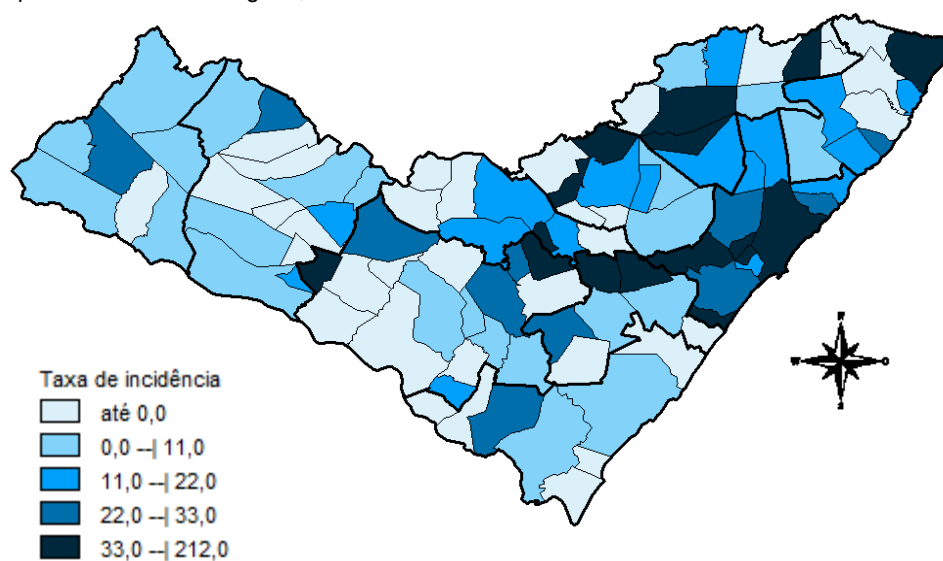 Taxa de incidência
até 0,0
0,0 --| 11,0
11,0 --| 22,0
22,0 --| 33,0
33,0 --| 212,0